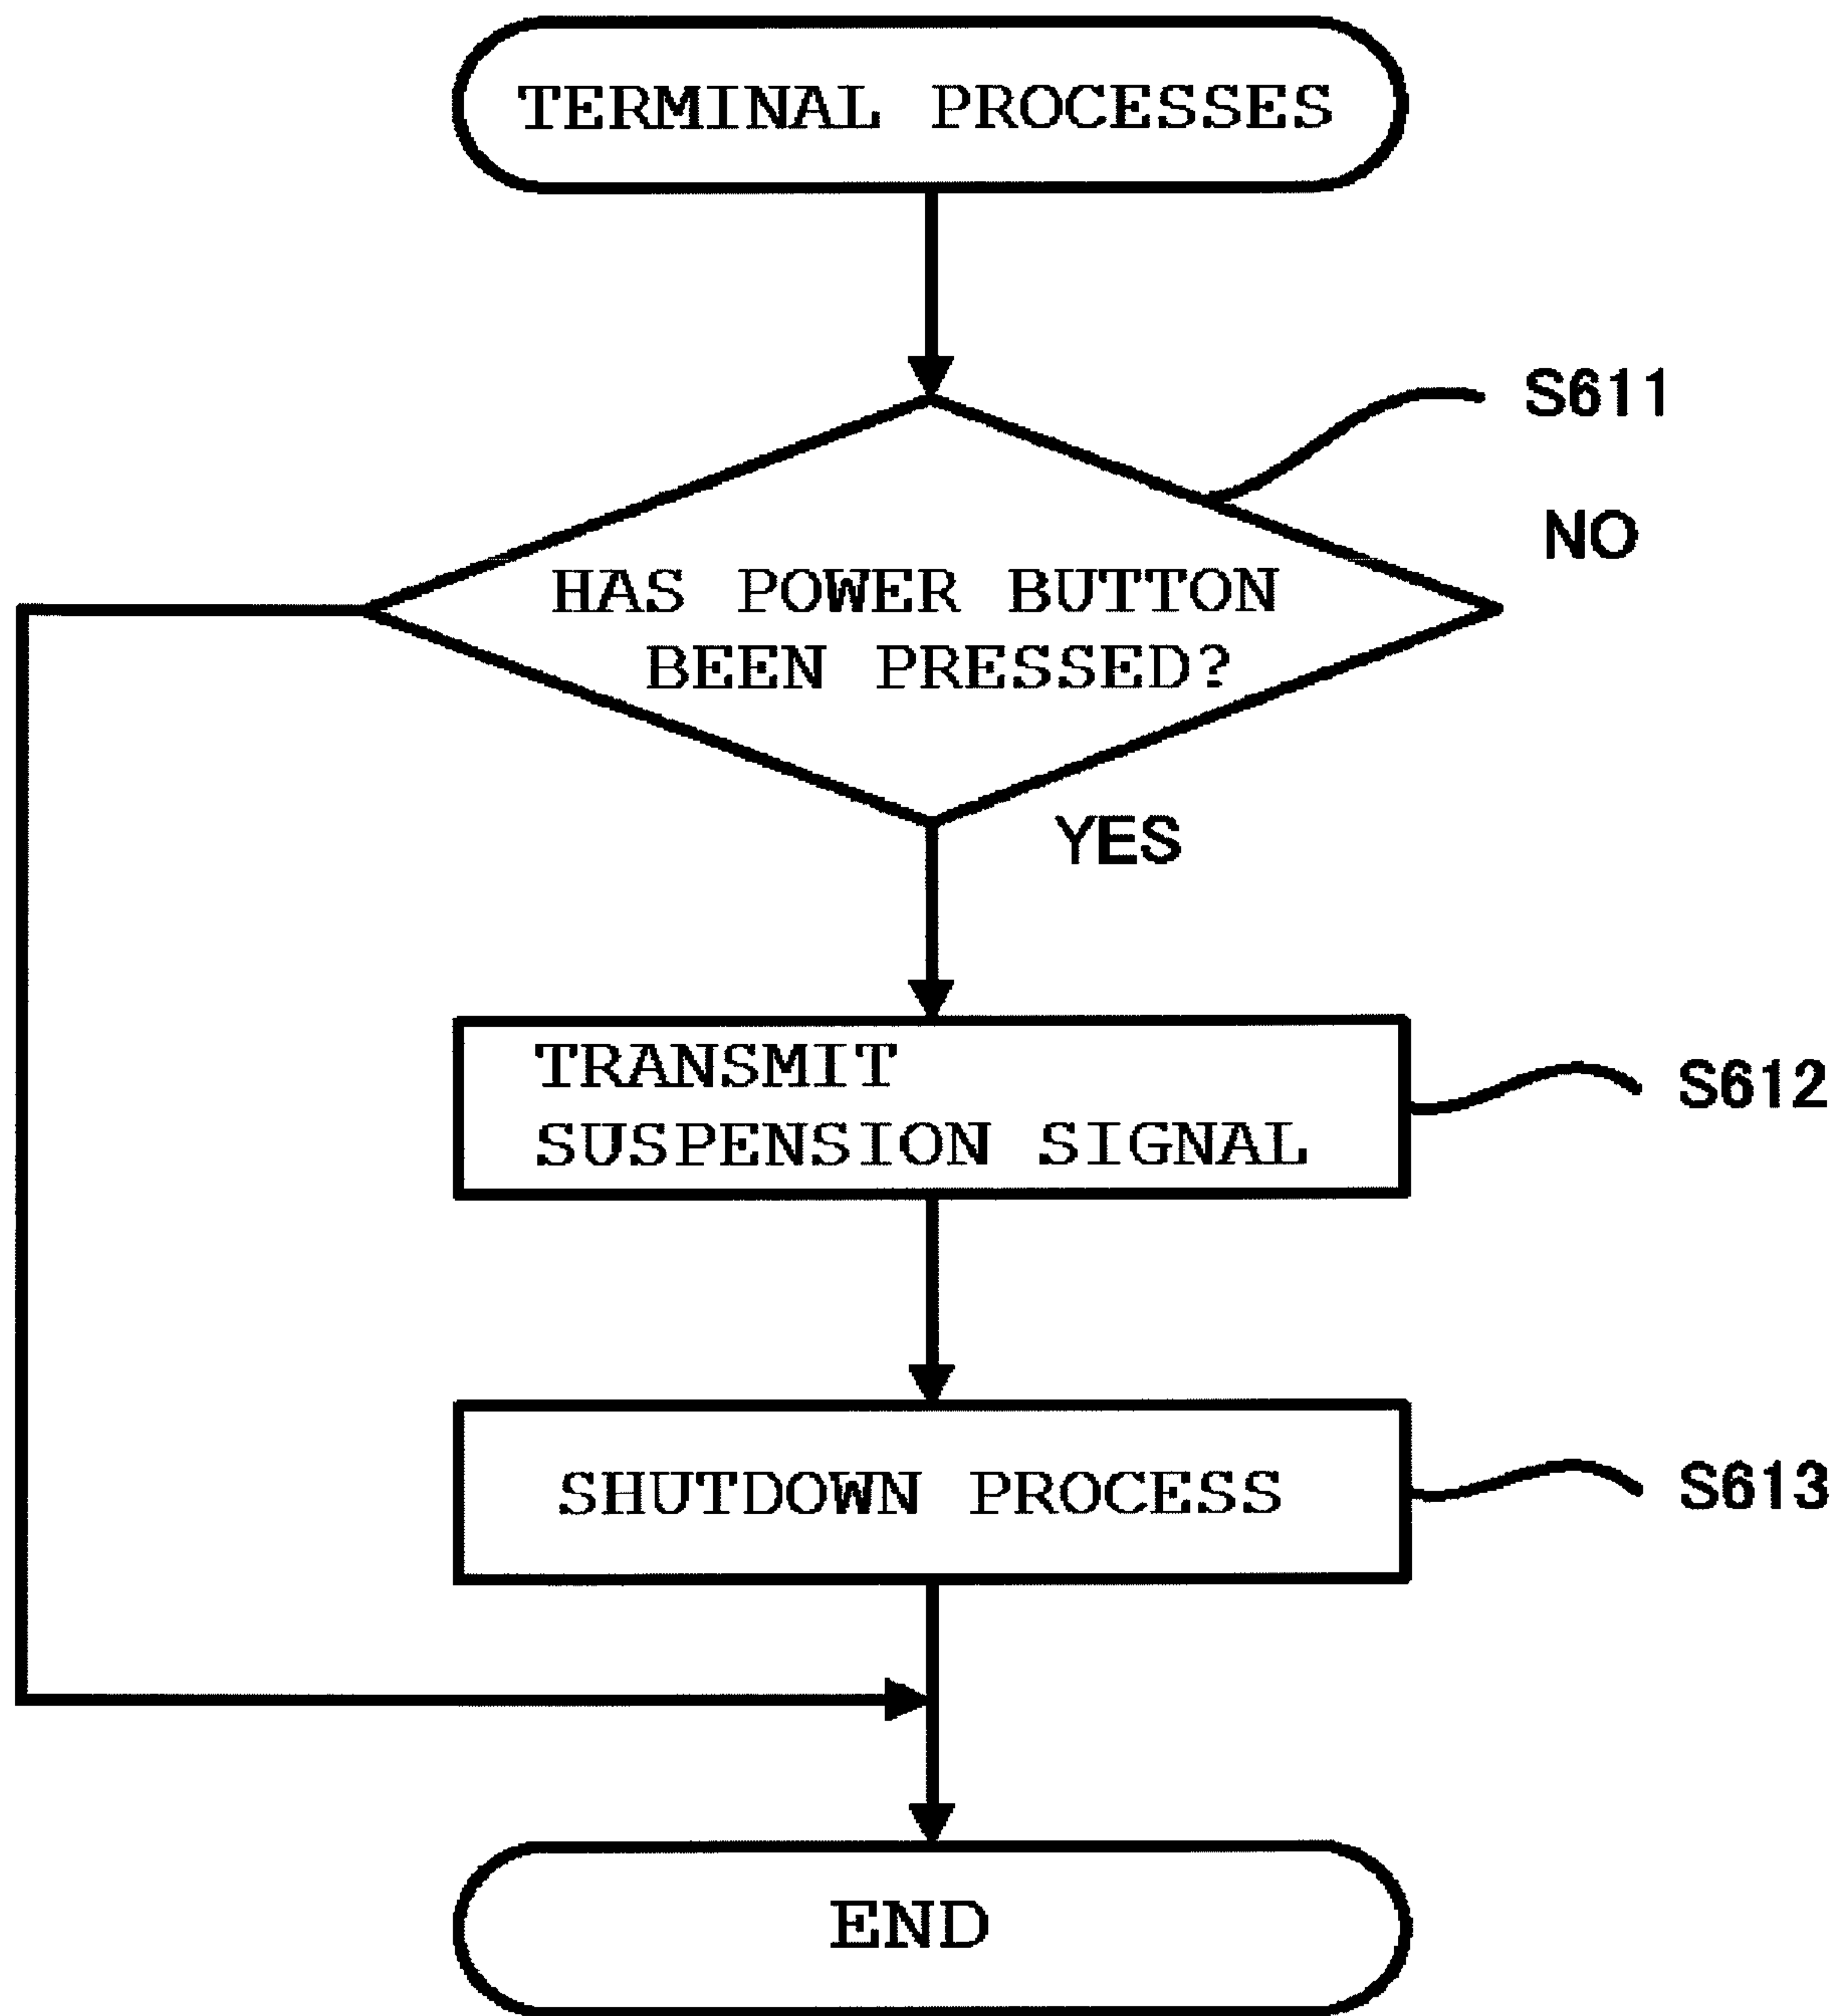 TERMINAL PROCESSES
S611
NO
HAS POWER BUTTON
BEEN PRESSED?
YES
TRANSMIT
SUSPENSION SIGNAL
S612
SHUTDOWN PROCESS
S613
END